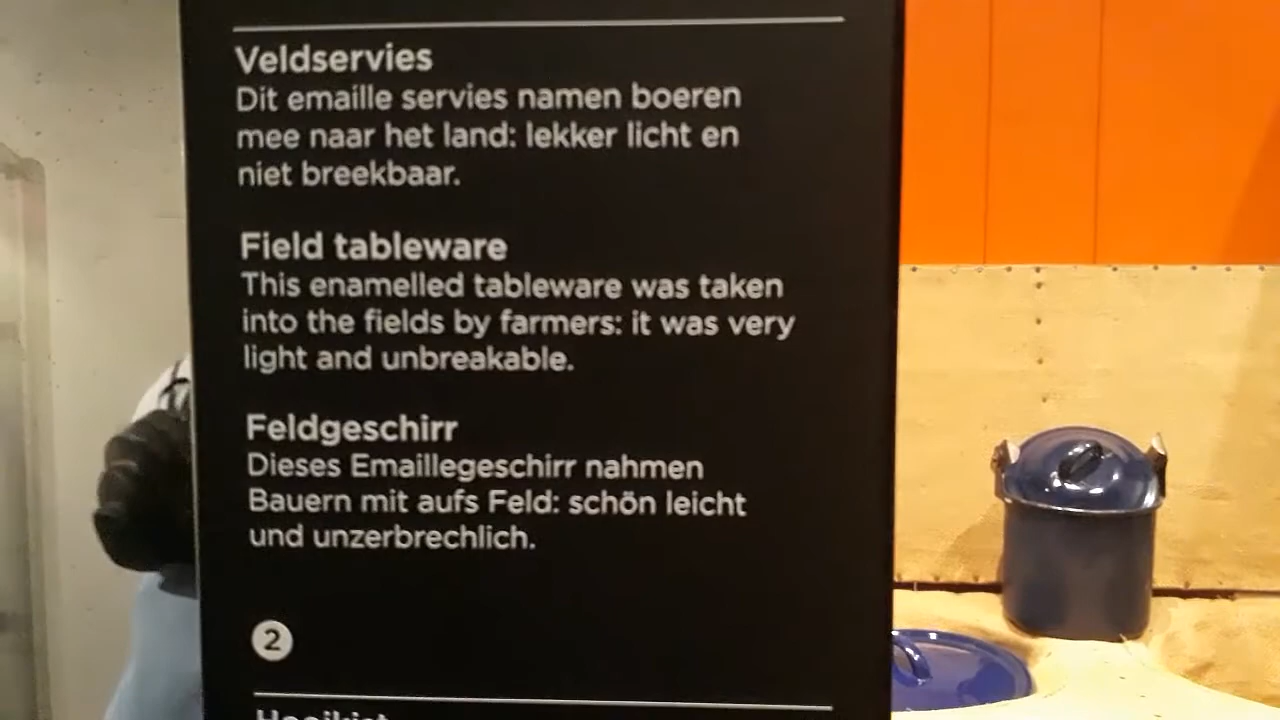 Veldservies
Dit emaille servies namen boeren
mee naar het land: lekker licht en
niet breekbaar.
Field tableware
This enamelled tableware was taken
into the fields by farmers: it was very
light and unbreakable.
Feldgeschirr
Dieses Emaillegeschirr nahmen
Bauern mit aufs Feld: schön leicht
und unzerbrechlich.
2